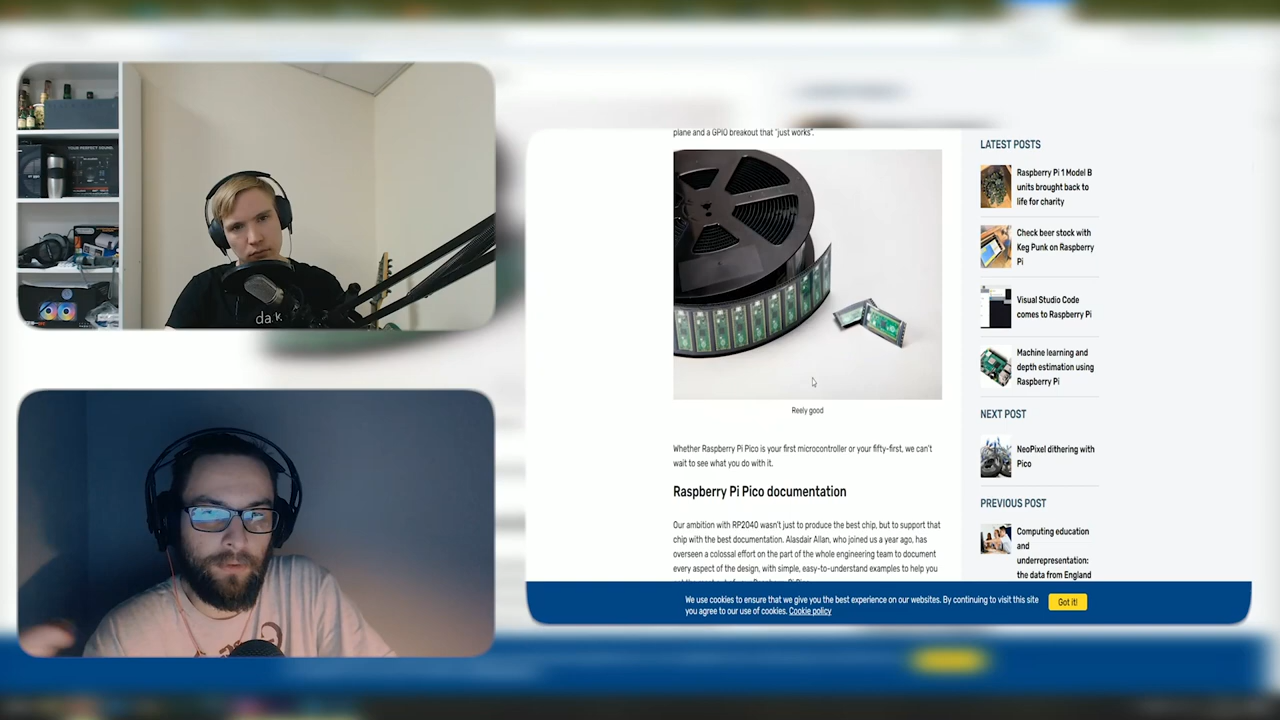 da.k
plane and a GPIO breakout that "just works".
Reely good
Whether Raspberry Pi Pico is your first microcontroller or your fifty-first, we can't
wait to see what you do with it.
Raspberry Pi Pico documentation
Our ambition with RP2040 wasn't just to produce the best chip, but to support that
chip with the best documentation. Alasdair Allan, who joined us a year ago, has
overseen a colossal effort on the part of the whole engineering team to document
every aspect of the design, with simple, easy-to-understand examples to help you
LATEST POSTS
Raspberry Pi 1 Model B
units brought back to
life for charity
Check beer stock with
Keg Punk on Raspberry
Pi
Visual Studio Code
comes to Raspberry Pi
Machine learning and
depth estimation using
Raspberry Pi
NEXT POST
NeoPixel dithering with
Pico
PREVIOUS POST
Computing education
and
underrepresentation:
the data from England
We use cookies to ensure that we give you the best experience on our websites. By continuing to visit this site
you agree to our use of cookies. Cookie policy
Got it!